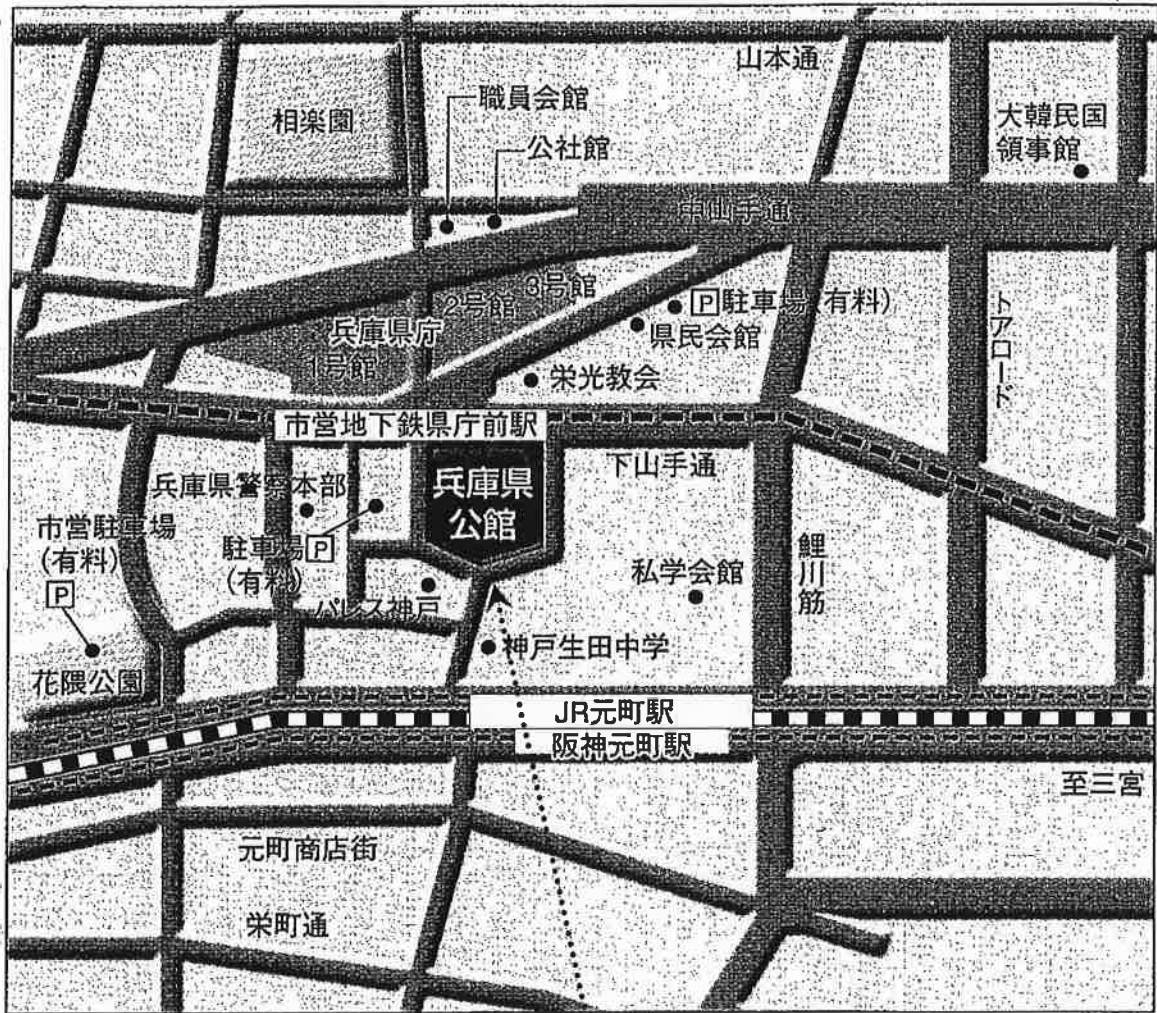 山本通
職員会館
相楽園
公社館
大韓民国
領事館
中山手通
3号館
2号館
P駐車場(有料)
兵庫県庁
県民会館
トアロード
1号館
栄光教会
市営地下鉄県庁前駅
下山手通
兵庫県警察本部
兵庫県
公館
市営駐車場
(有料)
P
駐車場P
(有料)
鯉川筋
私学会館
パレス神戸
神戸生田中学
花隈公園
JR元町駅
阪神元町駅
至三宮
元町商店街
栄町通